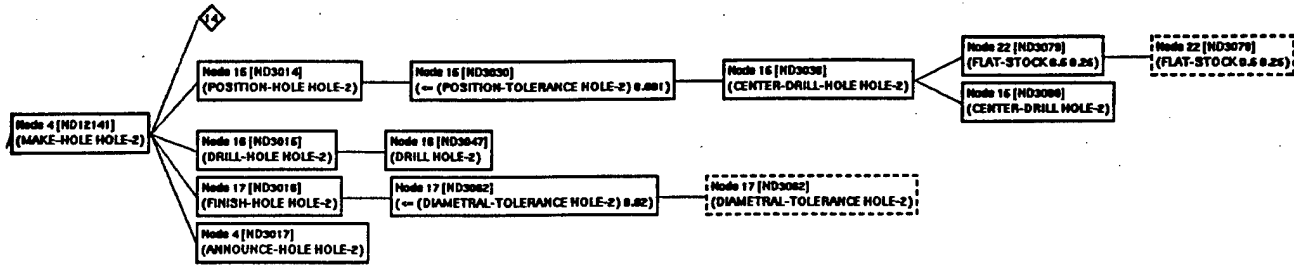 14
Node 22 [ND3079]
(FLAT-STOCK 0.5 0.25)
Node 22 [ND3079]
(FLAT-STOCK 0.5 0.25)
Node 15 [ND3014]
(POSITION-HOLE HOLE-2)
Node 15 [ND3030]
(<= (POSITION-TOLERANCE HOLE-2) 0.001)
Node 16 [ND3038]
(CENTER-DRILL-HOLE HOLE-2)
Node 16
(CENTER-DRILL HOLE-2)
Node 4 [ND12141]
(MAKE-HOLE HOLE-2)
Node 16 [ND3015]
(DRILL-HOLE HOLE-2)
Node 16 [ND3047]
(DRILL HOLE-2)
Node 17 [ND3016]
(FINISH-HOLE HOLE-2)
Node 17 [ND3062]
(<= (DIAMETRAL-TOLERANCE HOLE-2) 0.02)
Node 17 [ND3062]
(DIAMETRAL-TOLERANCE HOLE-2)
Node 4 [ND3017]
(ANNOUNCE-HOLE HOLE-2)